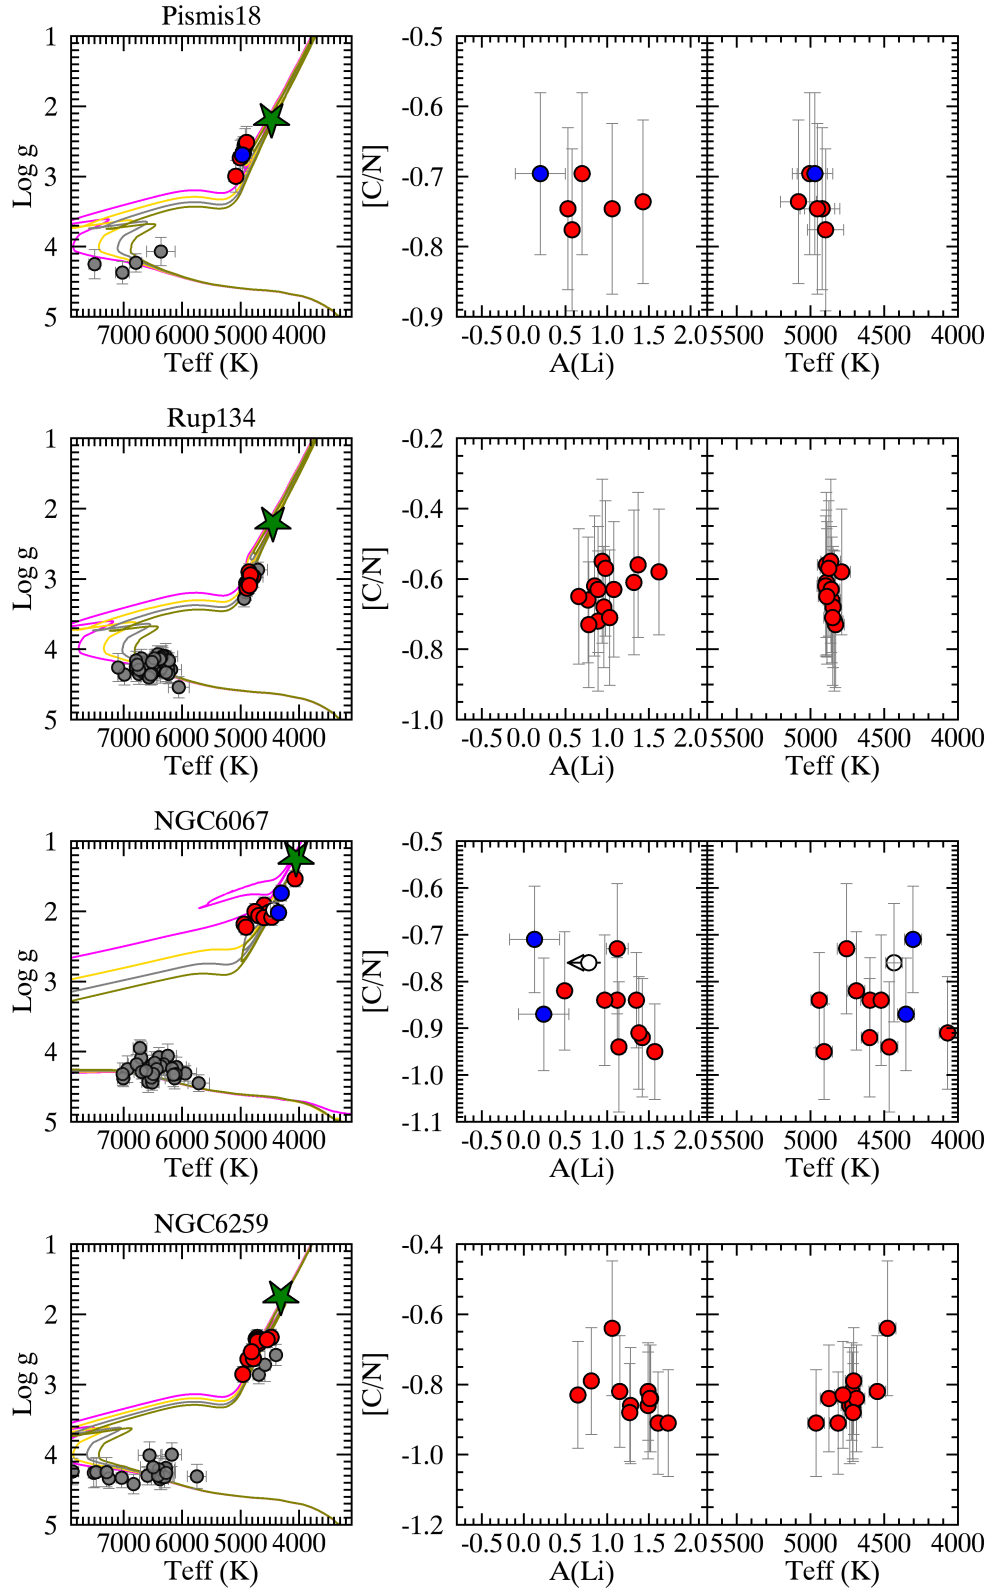 Pismis18
1
2
3
4
5
Log g
7000 6000 5000 4000
Teff (K)
-0.5
-0.6
-0.7
-0.8
-0.9
[C/N]
-0.5 0.0 0.5 1.0 1.5 2.0
A(Li)
5500 5000 4500 4000
Teff (K)
Rup134
1
2
3
4
5
Log g
7000 6000 5000 4000
Teff (K)
-0.2
-0.4
-0.6
-0.8
-1.0
[C/N]
-0.5 0.0 0.5 1.0 1.5 2.0
A(Li)
5500 5000 4500 4000
Teff (K)
NGC6067
1
2
3
4
5
Log g
7000 6000 5000 4000
Teff (K)
-0.5
-0.6
-0.7
-0.8
-0.9
-1.0
-1.1
[C/N]
-0.5 0.0 0.5 1.0 1.5 2.0
A(Li)
5500 5000 4500 4000
Teff (K)
NGC6259
1
2
3
4
5
Log g
7000 6000 5000 4000
Teff (K)
-0.4
-0.6
-0.8
-1.0
-1.2
[C/N]
-0.5 0.0 0.5 1.0 1.5 2.0
A(Li)
5500 5000 4500 4000
Teff (K)